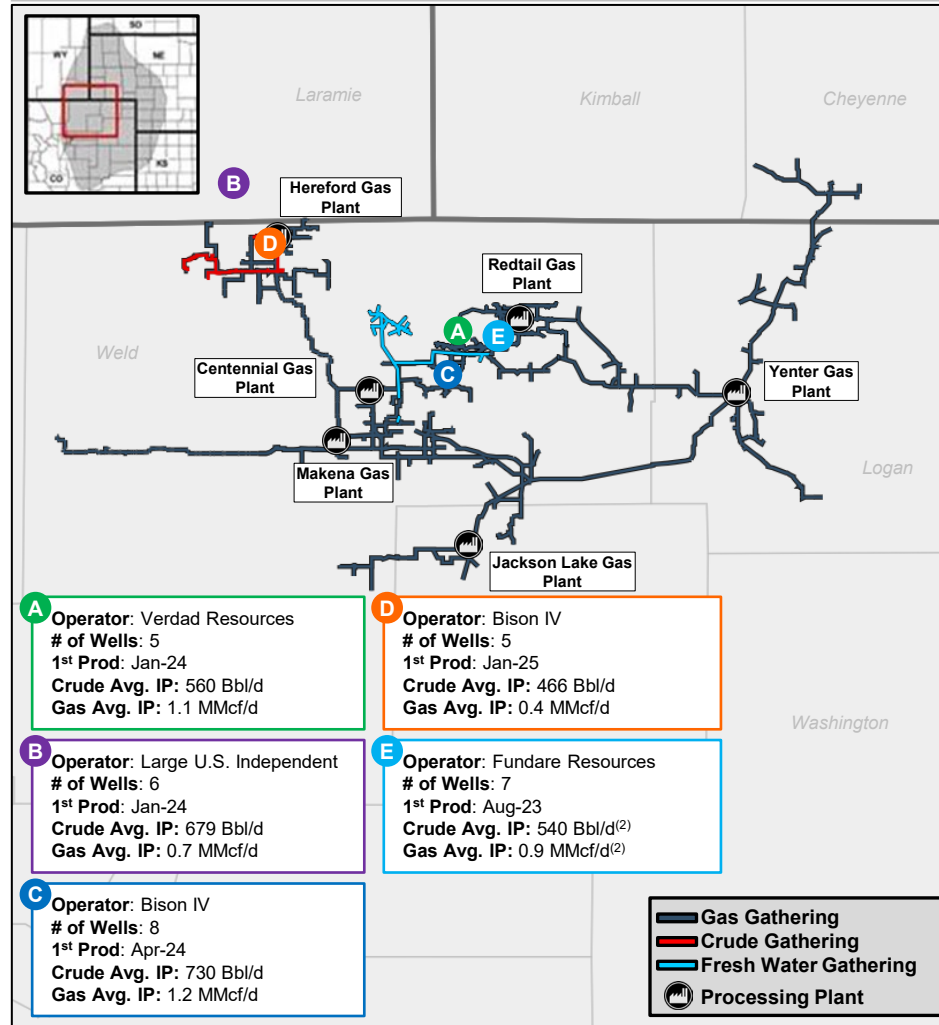 SD
WY
NE
CO
KS
Laramie
Kimball
Cheyenne
B
Hereford Gas
Plant
D
Redtail Gas
Plant
A
E
Weld
Centennial Gas
Plant
C
Yenter Gas
Plant
Makena Gas
Plant
Logan
Jackson Lake Gas
Plant
A
Operator: Verdad Resources
# of Wells: 5
1st Prod: Jan-24
Crude Avg. IP: 560 Bbl/d
Gas Avg. IP: 1.1 MMcf/d
D
Operator: Bison IV
# of Wells: 5
1st Prod: Jan-25
Crude Avg. IP: 466 Bbl/d
Gas Avg. IP: 0.4 MMcf/d
Washington
B
Operator: Large U.S. Independent
# of Wells: 6
1st Prod: Jan-24
Crude Avg. IP: 679 Bbl/d
Gas Avg. IP: 0.7 MMcf/d
E
Operator: Fundare Resources
# of Wells: 7
1st Prod: Aug-23
Crude Avg. IP: 540 Bbl/d(2)
Gas Avg. IP: 0.9 MMcf/d(2)
C
Operator: Bison IV
# of Wells: 8
1st Prod: Apr-24
Crude Avg. IP: 730 Bbl/d
Gas Avg. IP: 1.2 MMcf/d
Gas Gathering
Crude Gathering
Fresh Water Gathering
Processing Plant